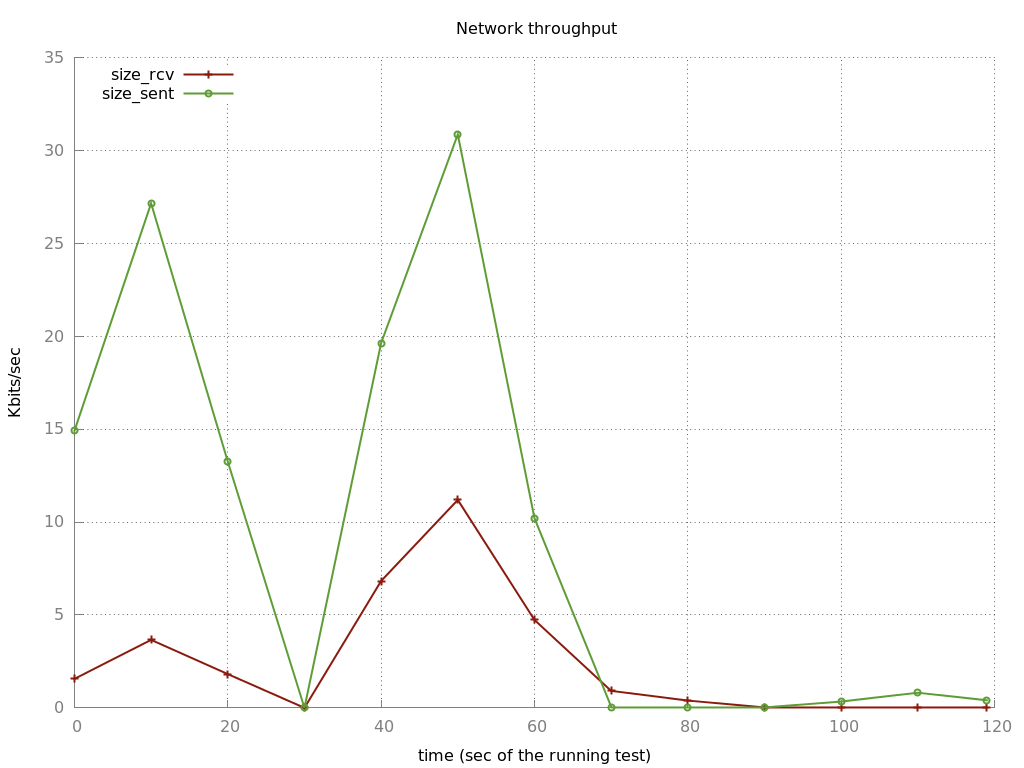 Network throughput
size_rcv
size_sent
35
30
25
20
15
10
5
0
Kbits/sec
0 20 40 60 80 100 120
time (sec of the running test)